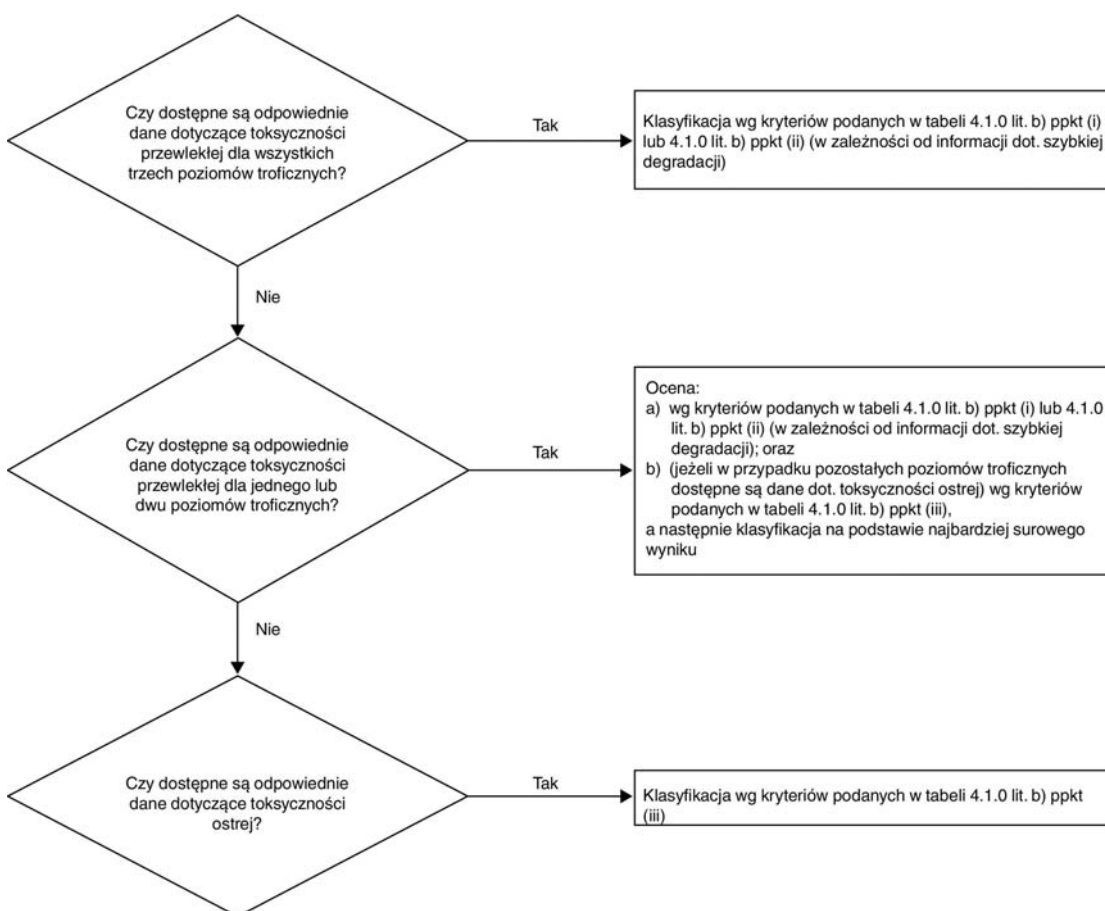 Czy dostępne są odpowiednie
dane dotyczące toksyczności
przewlekłej dla wszystkich
trzech poziomów troficznych?
Tak
Klasyfikacja wg kryteriów podanych w tabeli 4.1.0 lit. b) ppkt (i)
lub 4.1.0 lit. b) ppkt (ii) (w zależności od informacji dot. szybkiej
degradacji)
Nie
Czy dostępne są odpowiednie
dane dotyczące toksyczności
przewlekłej dla jednego lub
dwu poziomów troficznych?
Tak
Ocena:
a) wg kryteriów podanych w tabeli 4.1.0 lit. b) ppkt (i) lub 4.1.0
lit. b) ppkt (ii) (w zależności od informacji dot. szybkiej
degradacji); oraz
b) (jeżeli w przypadku pozostałych poziomów troficznych
dostępne są dane dot. toksyczności ostrej) wg kryteriów
podanych w tabeli 4.1.0 lit. b) ppkt (iii),
a następnie klasyfikacja na podstawie najbardziej surowego
wyniku
Nie
Czy dostępne są odpowiednie
dane dotyczące toksyczności
ostrej?
Tak
Klasyfikacja wg kryteriów podanych w tabeli 4.1.0 lit. b) ppkt
(iii)